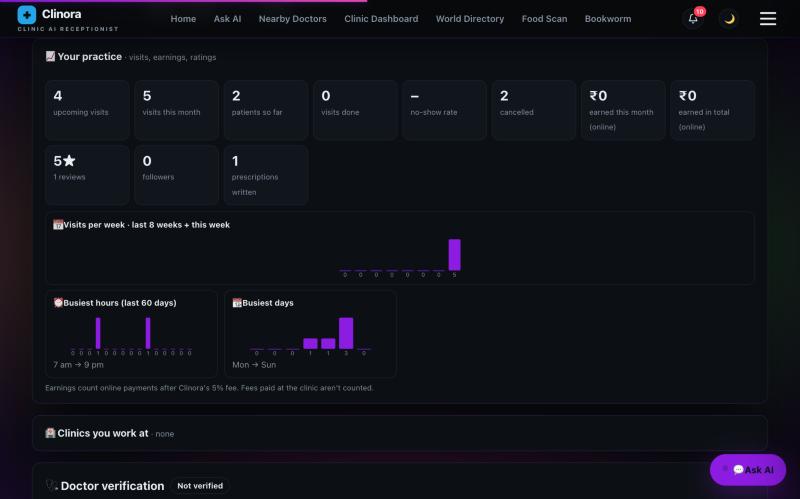 Clinora
CLINIC AI RECEPTIONIST
Home Ask AI Nearby Doctors Clinic Dashboard World Directory Food Scan Bookworm
10
Your practice · visits, earnings, ratings
4
upcoming visits
5
visits this month
2
patients so far
0
visits done
–
no-show rate
2
cancelled
₹0
earned this month
(online)
₹0
earned in total
(online)
5★
1 reviews
0
followers
1
prescriptions
written
Visits per week · last 8 weeks + this week
0 0 0 0 0 0 0 5
Busiest hours (last 60 days)
0 0 0 1 0 0 0 0 0 1 0 0 0 0 0
7 am → 9 pm
Busiest days
0 0 0 1 1 3 0
Mon → Sun
Earnings count online payments after Clinora's 5% fee. Fees paid at the clinic aren't counted.
Clinics you work at · none
Doctor verification Not verified
Ask AI